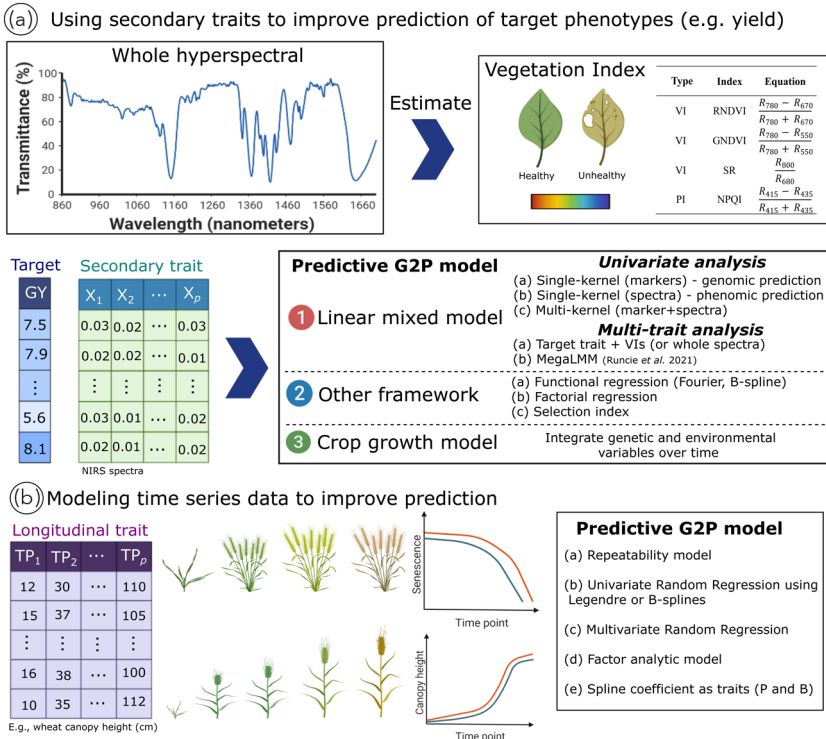 (a) Using secondary traits to improve prediction of target phenotypes (e.g. yield)
Whole hyperspectral
Transmittance (%)
100
80
60
40
20
0
860 960 1060 1160 1260 1360 1460 1560 1660
Wavelength (nanometers)
Estimate
Vegetation Index
Healthy Unhealthy
Type Index Equation
VI RNDVI R780 − R670 / R780 + R670
VI GNDVI R780 − R550 / R780 + R550
VI SR R800 / R680
PI NPQI R415 − R435 / R415 + R435
Target
GY
7.5
7.9
⋮
5.6
8.1
Secondary trait
X1 X2 ⋯ Xp
0.03 0.02 ⋯ 0.03
0.02 0.02 ⋯ 0.01
⋮ ⋮ ⋮ ⋮
0.03 0.01 ⋯ 0.02
0.02 0.01 ⋯ 0.02
NIRS spectra
Predictive G2P model
1 Linear mixed model
Univariate analysis
(a) Single-kernel (markers) - genomic prediction
(b) Single-kernel (spectra) - phenomic prediction
(c) Multi-kernel (marker+spectra)
Multi-trait analysis
(a) Target trait + VIs (or whole spectra)
(b) MegaLMM (Runcie et al. 2021)
2 Other framework
(a) Functional regression (Fourier, B-spline)
(b) Factorial regression
(c) Selection index
3 Crop growth model
Integrate genetic and environmental
variables over time
(b) Modeling time series data to improve prediction
Longitudinal trait
TP1 TP2 ⋯ TPp
12 30 ⋯ 110
15 37 ⋯ 105
⋮ ⋮ ⋮ ⋮
16 38 ⋯ 100
10 35 ⋯ 112
E.g., wheat canopy height (cm)
Senescence
Time point
Canopy height
Time point
Predictive G2P model
(a) Repeatability model
(b) Univariate Random Regression using
Legendre or B-splines
(c) Multivariate Random Regression
(d) Factor analytic model
(e) Spline coefficient as traits (P and B)